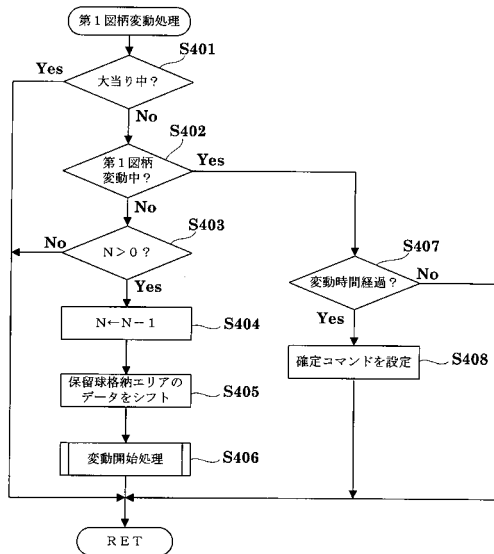 第1図柄変動処理
S401
Yes
大当り中？
No
S402
第1図柄
変動中？
Yes
No
S403
No
N＞0？
Yes
S407
変動時間経過？
No
Yes
N←N－1
S404
確定コマンドを設定
S408
保留球格納エリアの
データをシフト
S405
変動開始処理
S406
RET